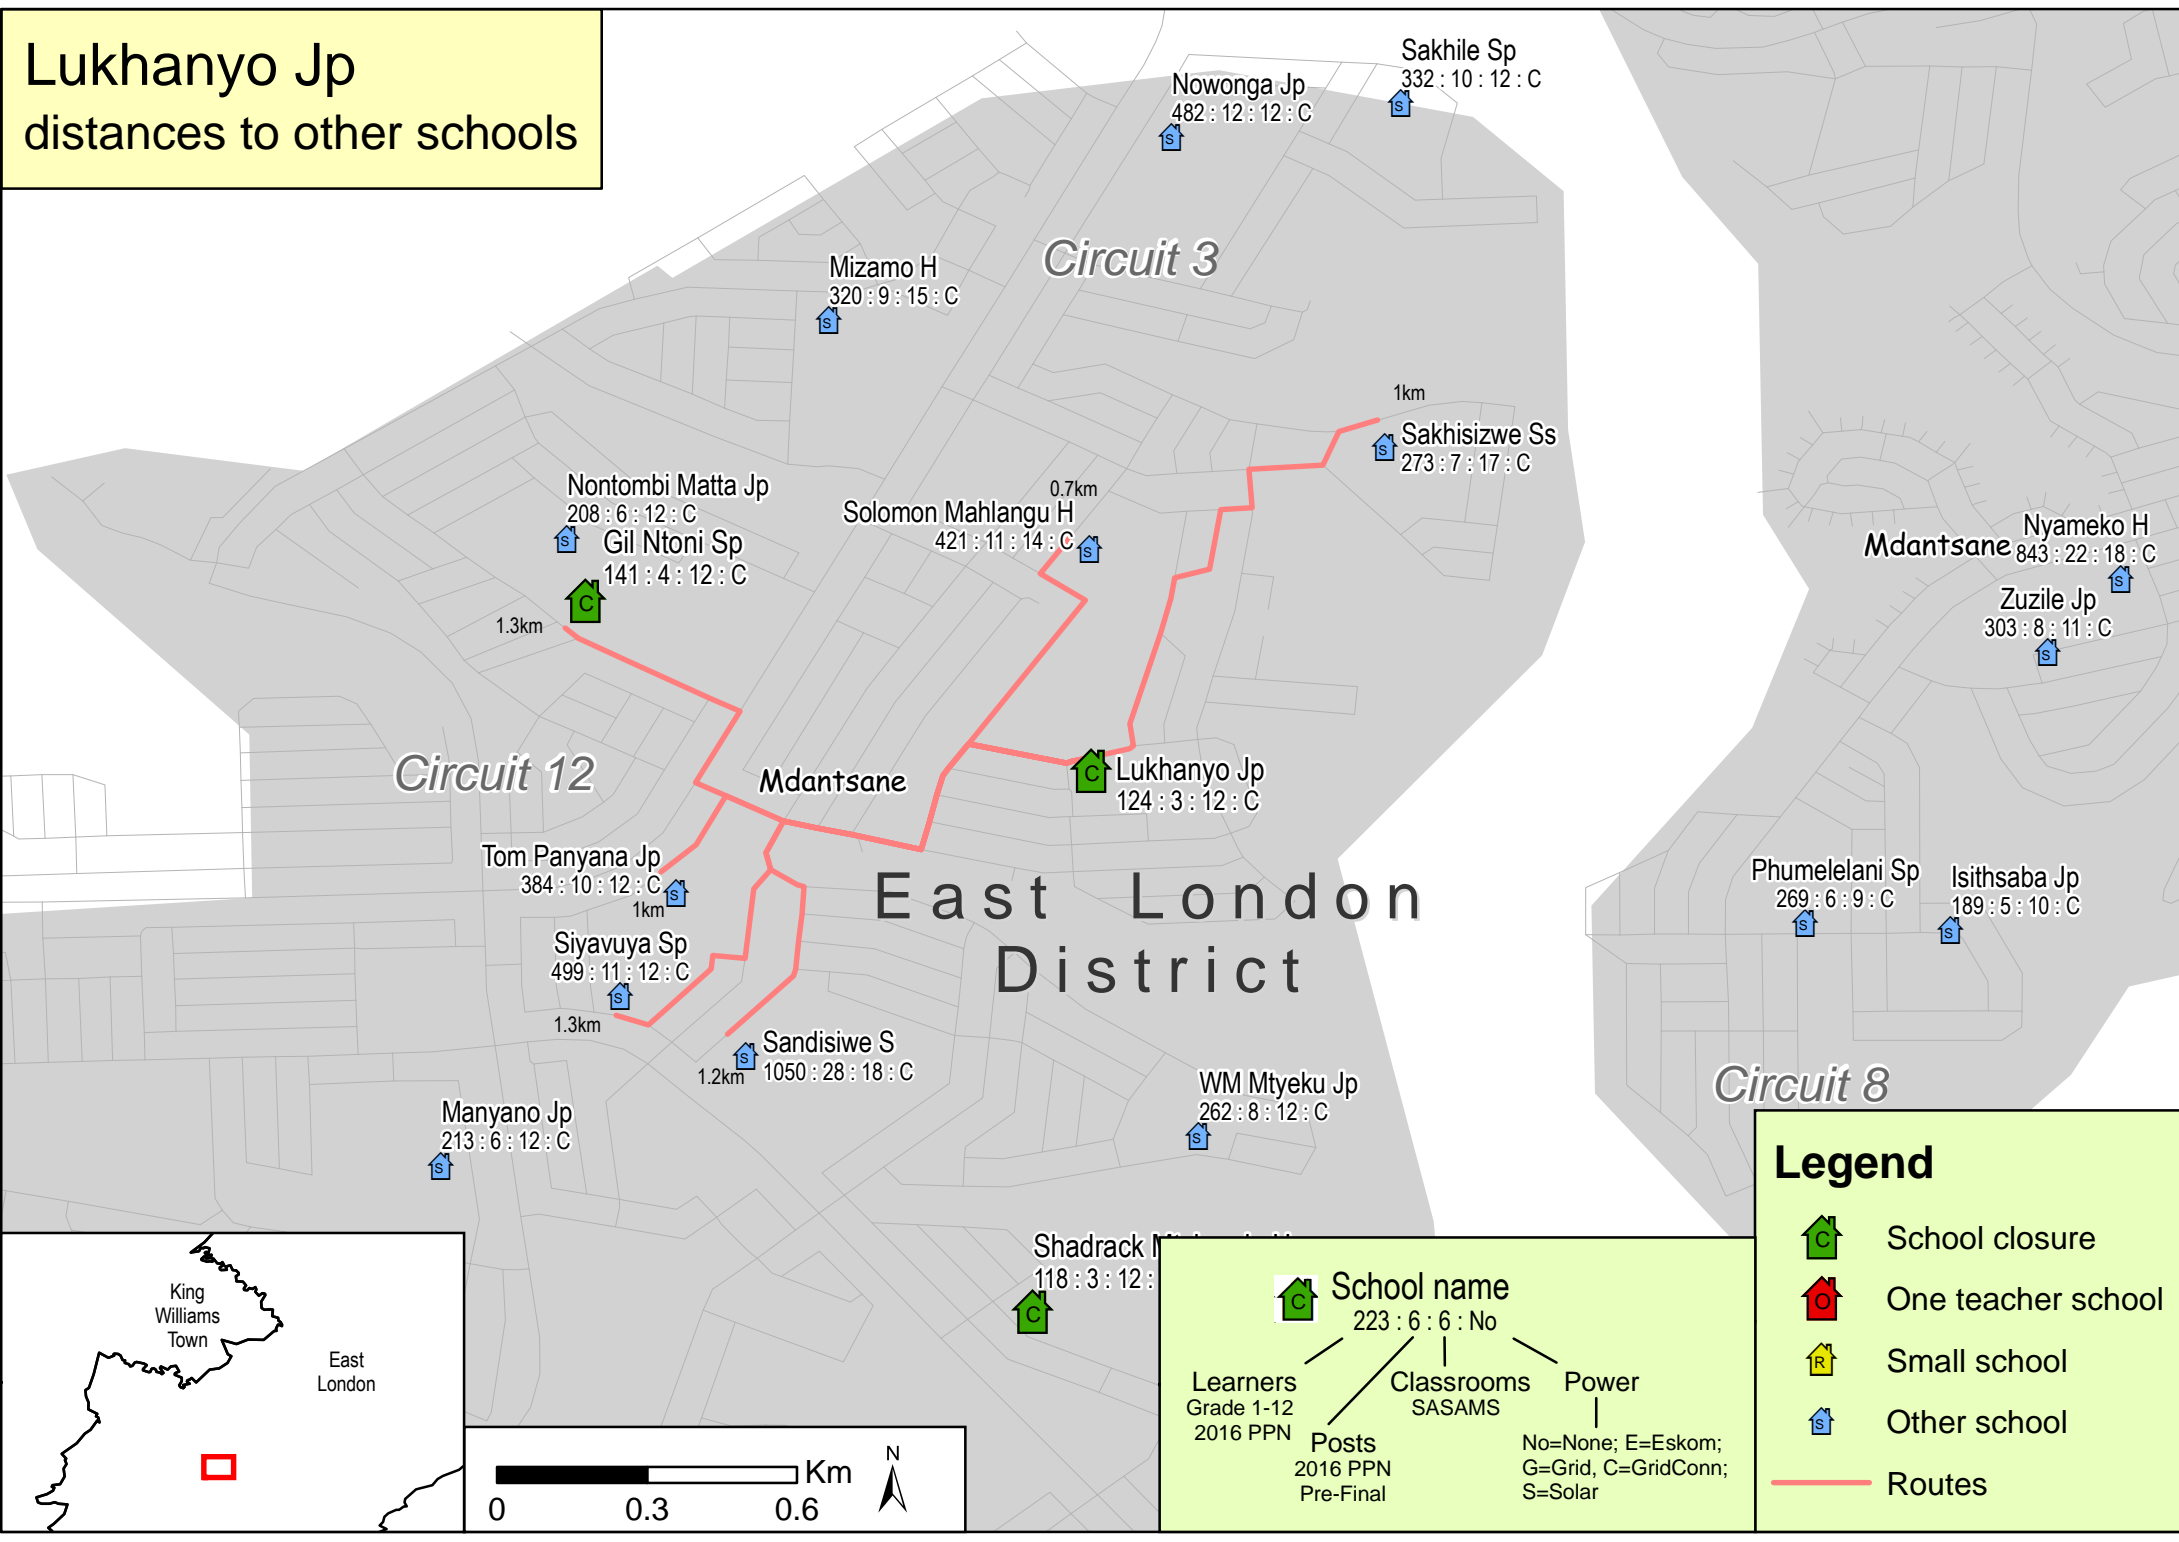 Lukhanyo Jp
distances to other schools
Sakhile Sp
332 : 10 : 12 : C
S
Nowonga Jp
482 : 12 : 12 : C
S
Circuit 3
Mizamo H
320 : 9 : 15 : C
S
1km
Sakhisizwe Ss
273 : 7 : 17 : C
S
Nontombi Matta Jp
208 : 6 : 12 : C
S
Gil Ntoni Sp
141 : 4 : 12 : C
C
1.3km
0.7km
Solomon Mahlangu H
421 : 11 : 14 : C
S
Mdantsane
Nyameko H
843 : 22 : 18 : C
S
Zuzile Jp
303 : 8 : 11 : C
S
Circuit 12
Mdantsane
Lukhanyo Jp
124 : 3 : 12 : C
C
Tom Panyana Jp
384 : 10 : 12 : C
S
1km
East London
District
Phumelelani Sp
269 : 6 : 9 : C
S
Isithsaba Jp
189 : 5 : 10 : C
S
Siyavuya Sp
499 : 11 : 12 : C
S
1.3km
Sandisiwe S
1050 : 28 : 18 : C
S
1.2km
WM Mtyeku Jp
262 : 8 : 12 : C
S
Circuit 8
Manyano Jp
213 : 6 : 12 : C
S
Shadrack
118 : 3 : 12 :
C
King
Williams
Town
East
London
Km
0 0.3 0.6
N
C
School name
223 : 6 : 6 : No
Learners
Grade 1-12
2016 PPN
Posts
2016 PPN
Pre-Final
Classrooms
SASAMS
Power
No=None; E=Eskom;
G=Grid, C=GridConn;
S=Solar
Legend
C School closure
O One teacher school
R Small school
S Other school
Routes